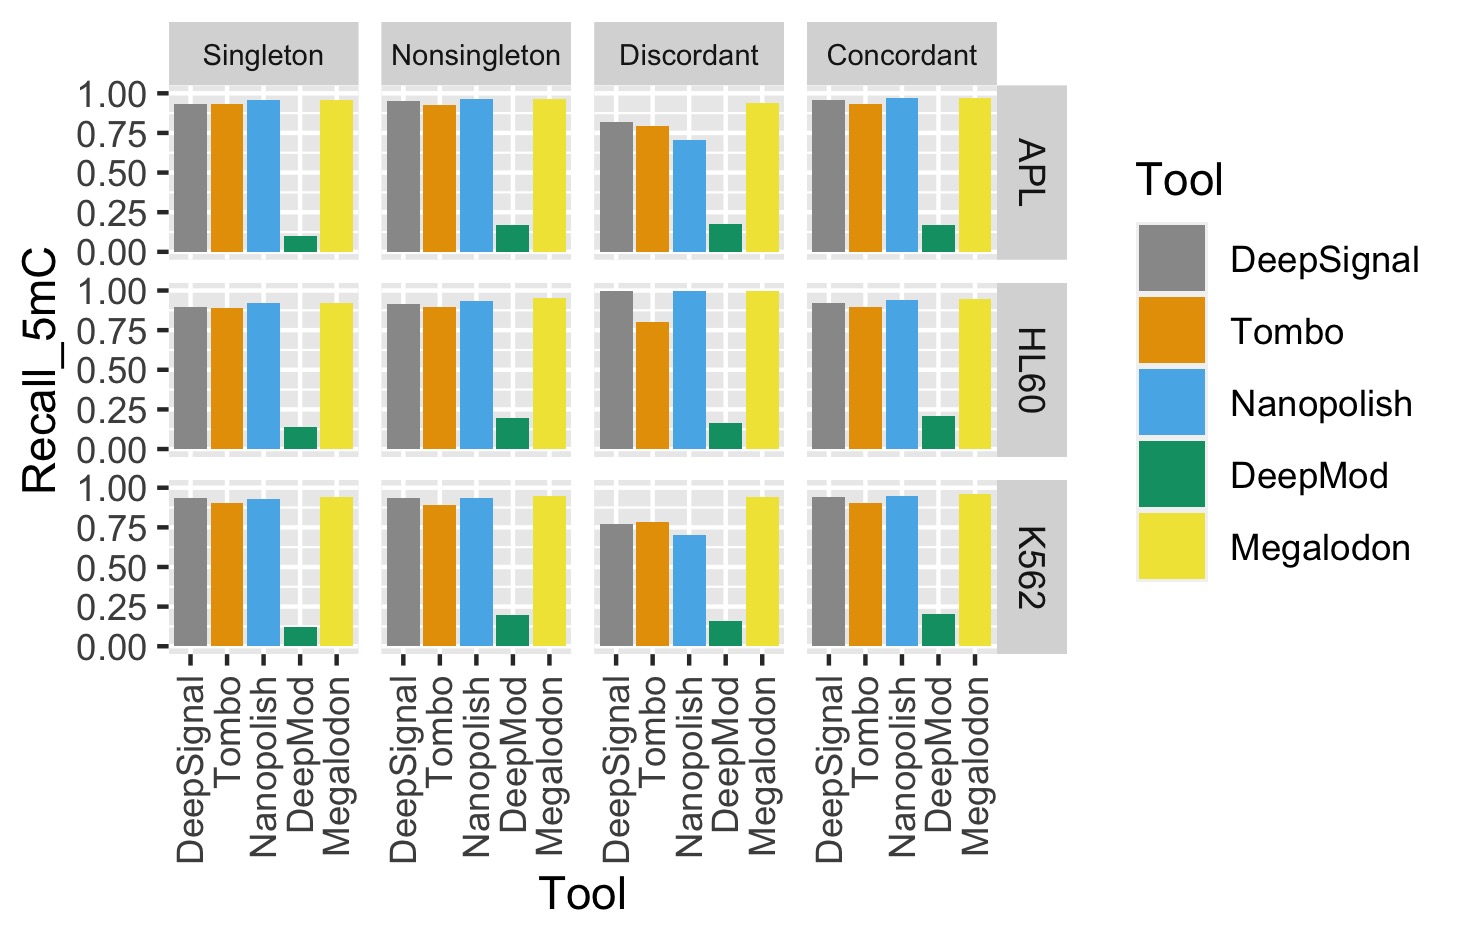 Singleton Nonsingleton Discordant Concordant
1.00
0.75
0.50
0.25
0.00
APL
1.00
0.75
0.50
0.25
0.00
HL60
1.00
0.75
0.50
0.25
0.00
K562
Recall_5mC
DeepSignal Tombo Nanopolish DeepMod Megalodon DeepSignal Tombo Nanopolish DeepMod Megalodon DeepSignal Tombo Nanopolish DeepMod Megalodon DeepSignal Tombo Nanopolish DeepMod Megalodon
Tool
Tool
DeepSignal
Tombo
Nanopolish
DeepMod
Megalodon